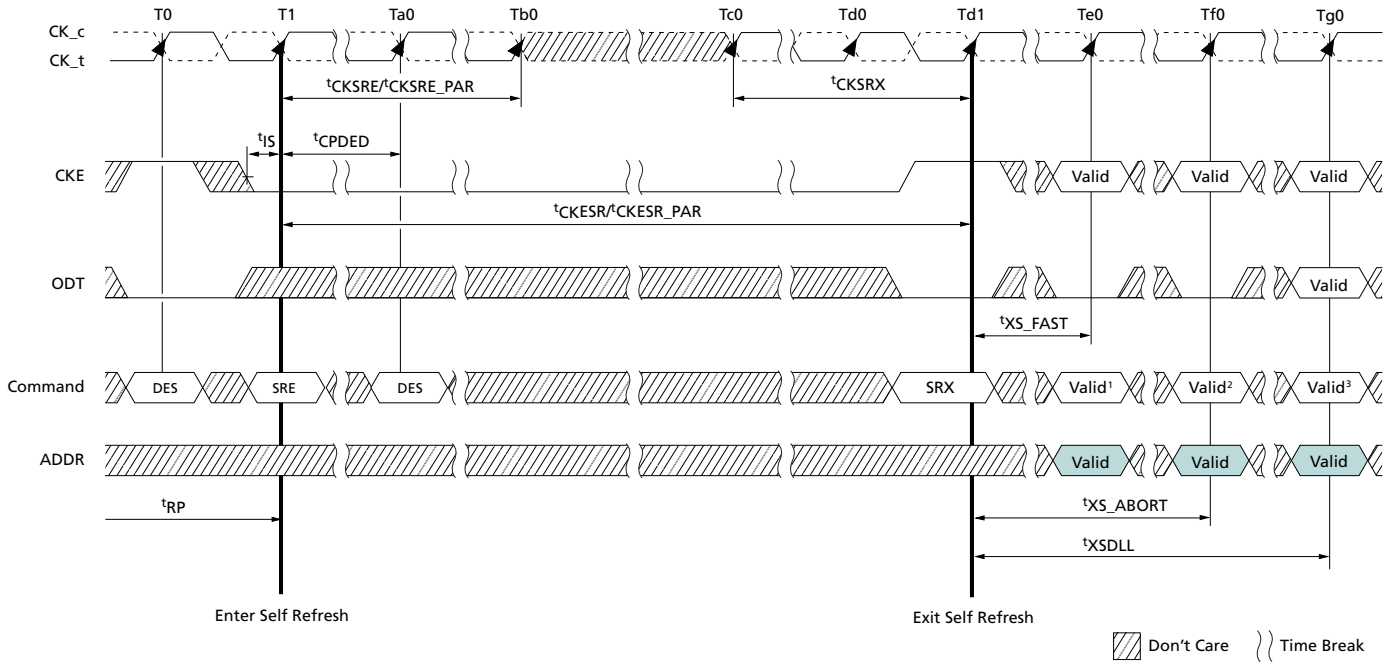 T0 T1 Ta0 Tb0 Tc0 Td0 Td1 Te0 Tf0 Tg0
CK_c
CK_t
tCKSRE/tCKSRE_PAR tCKSRX
tIS tCPDED
CKE Valid Valid Valid
tCKESR/tCKESR_PAR
ODT Valid
tXS_FAST
Command DES SRE DES SRX Valid1 Valid2 Valid3
ADDR Valid Valid Valid
tRP tXS_ABORT
tXSDLL
Enter Self Refresh Exit Self Refresh
Don't Care Time Break